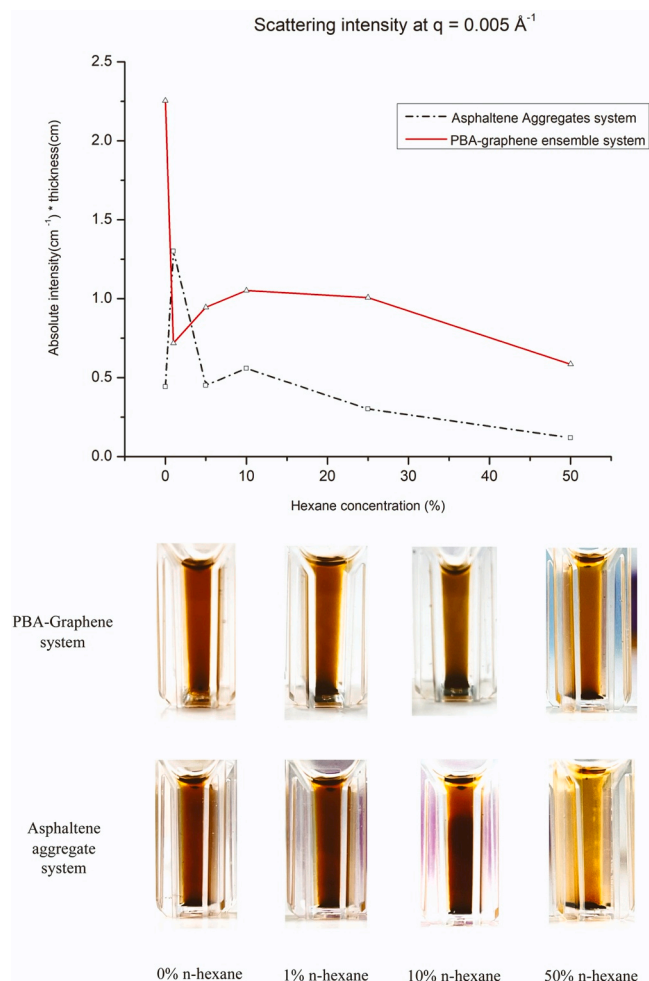 Scattering intensity at q = 0.005 Å⁻¹
2.5
2.0
1.5
1.0
0.5
0.0
Absolute intensity(cm⁻¹) * thickness(cm)
Asphaltene Aggregates system
PBA-graphene ensemble system
0 10 20 30 40 50
Hexane concentration (%)
PBA-Graphene
system
Asphaltene
aggregate
system
0% n-hexane 1% n-hexane 10% n-hexane 50% n-hexane